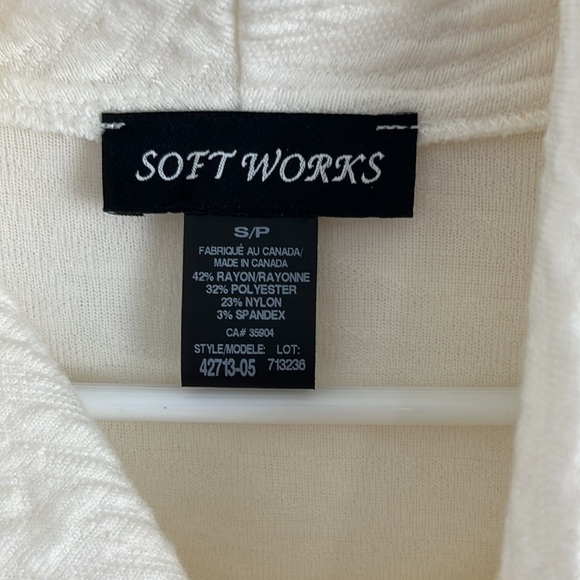 SOFT WORKS
S/P
FABRIQUÉ AU CANADA/
MADE IN CANADA
42% RAYON/RAYONNE
32% POLYESTER
23% NYLON
3% SPANDEX
CA# 35904
STYLE/MODELE: LOT:
42713-05 713236